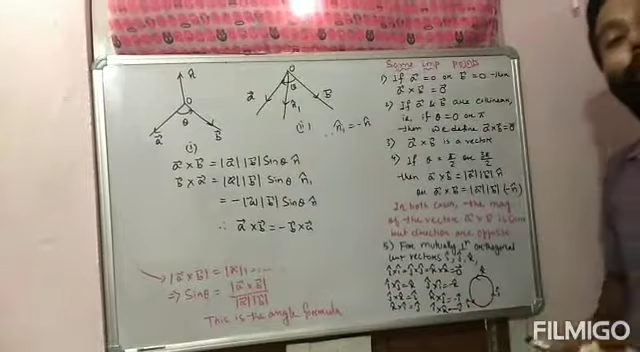 n̂
O
θ
a⃗
b⃗
(i)
O
θ
a⃗
n̂₁
b⃗
(ii)
∴ n̂₁ = -n̂
a⃗ × b⃗ = |a⃗| |b⃗| Sinθ n̂
b⃗ × a⃗ = |a⃗| |b⃗| Sinθ n̂₁
= -|a⃗| |b⃗| Sinθ n̂
∴ a⃗ × b⃗ = -b⃗ × a⃗
|a⃗ × b⃗| = |a⃗| ......
⇒ Sinθ = |a⃗ × b⃗| / |a⃗| |b⃗|
This is the angle formula
Some imp points
1) If a⃗ = 0 or b⃗ = 0 then
a⃗ × b⃗ = 0⃗
2) If a⃗ & b⃗ are collinear,
ie, if θ = 0 or π
then we define a⃗ × b⃗ = 0⃗
3) a⃗ × b⃗ is a vector
4) If θ = π/2 or 3π/2
then a⃗ × b⃗ = |a⃗| |b⃗| n̂
or a⃗ × b⃗ = |a⃗| |b⃗| (-n̂)
In both cases, the mag
of the vector a⃗ × b⃗ is same
but direction are opposite
5) For mutually orthogonal
unit vectors î, ĵ, k̂,
î × î = ĵ × ĵ = k̂ × k̂ = 0⃗
FILMIGO